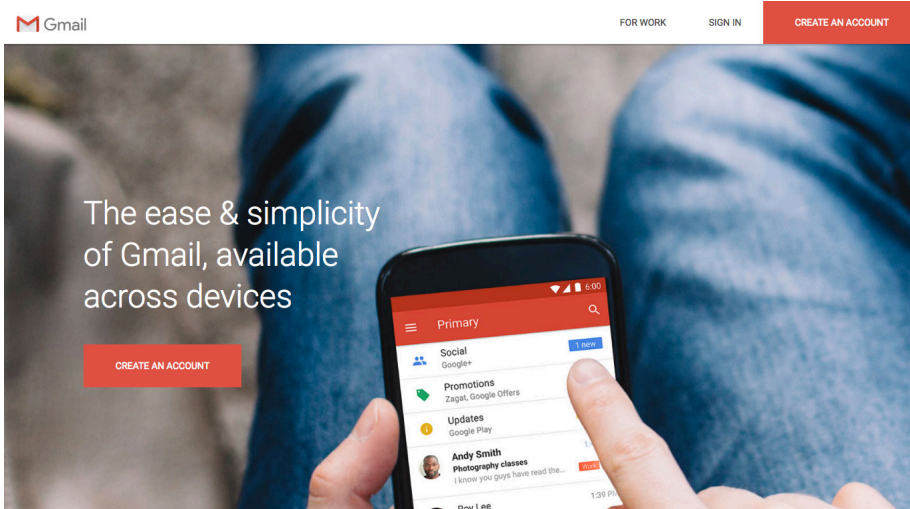 Gmail
FOR WORK
SIGN IN
CREATE AN ACCOUNT
The ease & simplicity
of Gmail, available
across devices
CREATE AN ACCOUNT
6:00
Primary
Social
1 new
Google+
Promotions
Zagat, Google Offers
Updates
Google Play
Andy Smith
Photography classes
I know you guys have read the...
Work
1:39 PM
Roy Lee